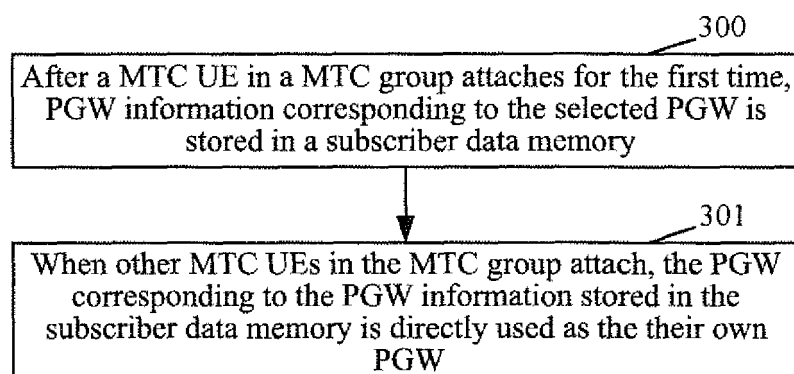 300
After a MTC UE in a MTC group attaches for the first time,
PGW information corresponding to the selected PGW is
stored in a subscriber data memory
301
When other MTC UEs in the MTC group attach, the PGW
corresponding to the PGW information stored in the
subscriber data memory is directly used as the their own
PGW